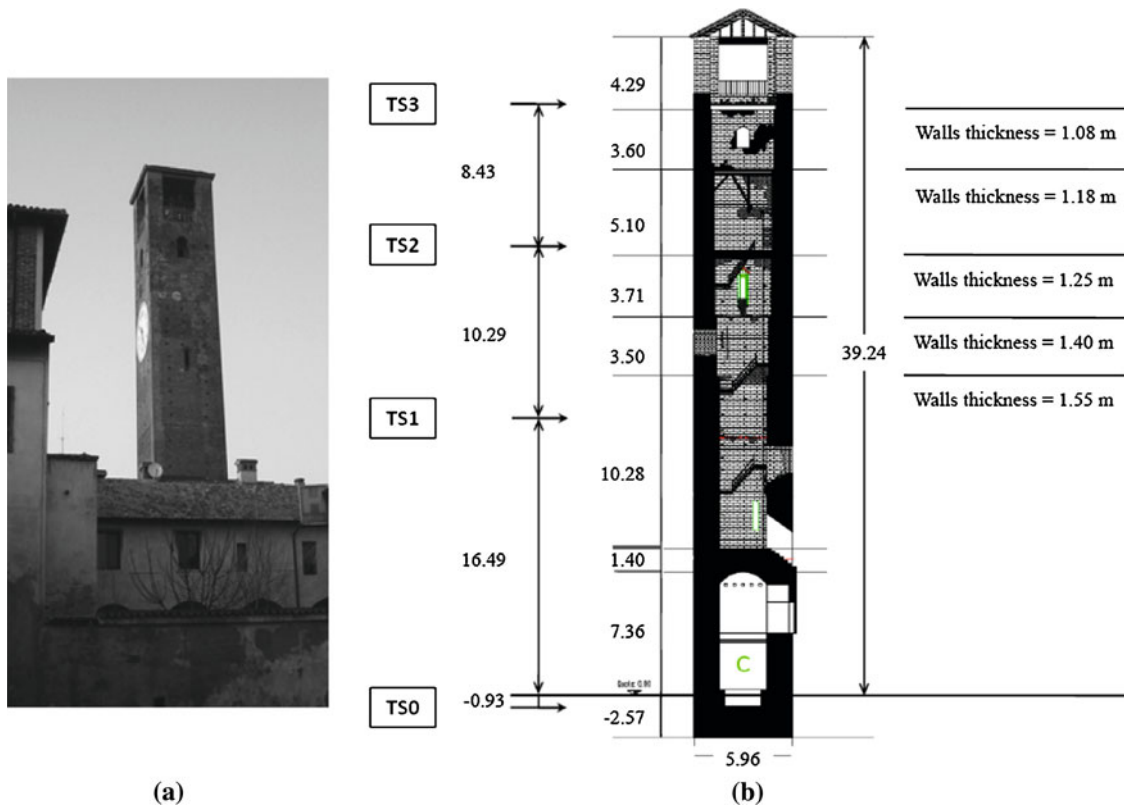 TS3
TS2
TS1
TS0
8.43
10.29
16.49
-0.93
4.29
3.60
5.10
3.71
3.50
10.28
1.40
7.36
-2.57
C
5.96
39.24
Walls thickness = 1.08 m
Walls thickness = 1.18 m
Walls thickness = 1.25 m
Walls thickness = 1.40 m
Walls thickness = 1.55 m
(a)
(b)